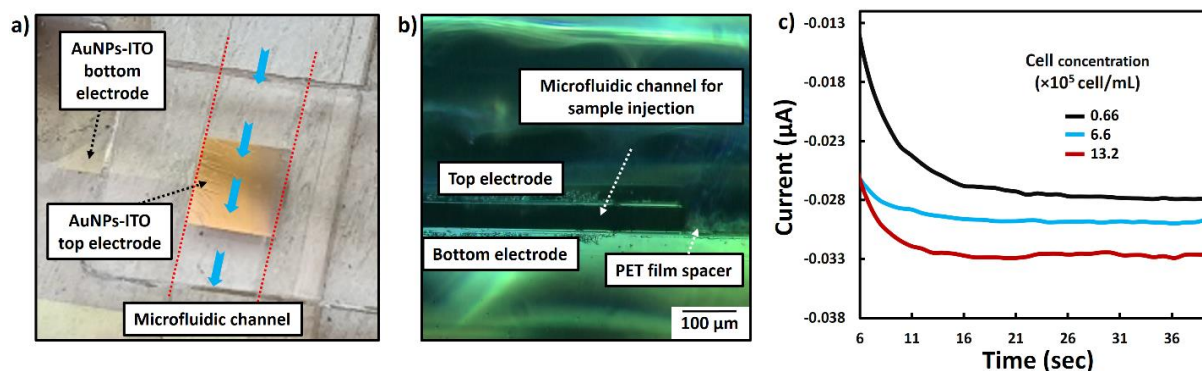 a)
AuNPs-ITO
bottom
electrode
AuNPs-ITO
top electrode
Microfluidic channel
b)
Microfluidic channel for
sample injection
Top electrode
Bottom electrode
PET film spacer
100 μm
c)
-0.013
-0.018
-0.023
-0.028
-0.033
-0.038
Current (μA)
Cell concentration
(×10⁵ cell/mL)
0.66
6.6
13.2
6 11 16 21 26 31 36
Time (sec)